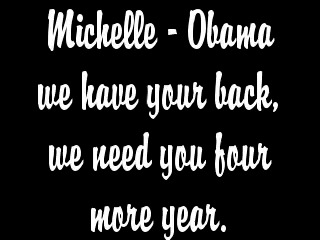 Michelle - Obama
we have your back,
we need you four
more year.